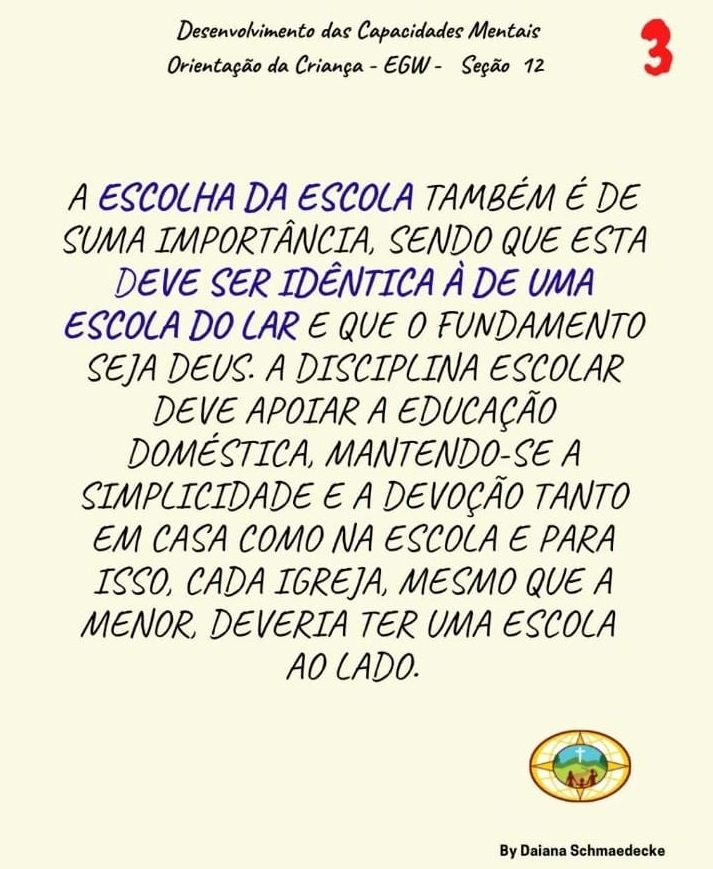 Desenvolvimento das Capacidades Mentais
Orientação da Criança - EGW - Seção 12
3
A ESCOLHA DA ESCOLA TAMBÉM É DE
SUMA IMPORTÂNCIA, SENDO QUE ESTA
DEVE SER IDÊNTICA À DE UMA
ESCOLA DO LAR E QUE O FUNDAMENTO
SEJA DEUS. A DISCIPLINA ESCOLAR
DEVE APOIAR A EDUCAÇÃO
DOMÉSTICA, MANTENDO-SE A
SIMPLICIDADE E A DEVOÇÃO TANTO
EM CASA COMO NA ESCOLA E PARA
ISSO, CADA IGREJA, MESMO QUE A
MENOR, DEVERIA TER UMA ESCOLA
AO LADO.
By Daiana Schmaedecke